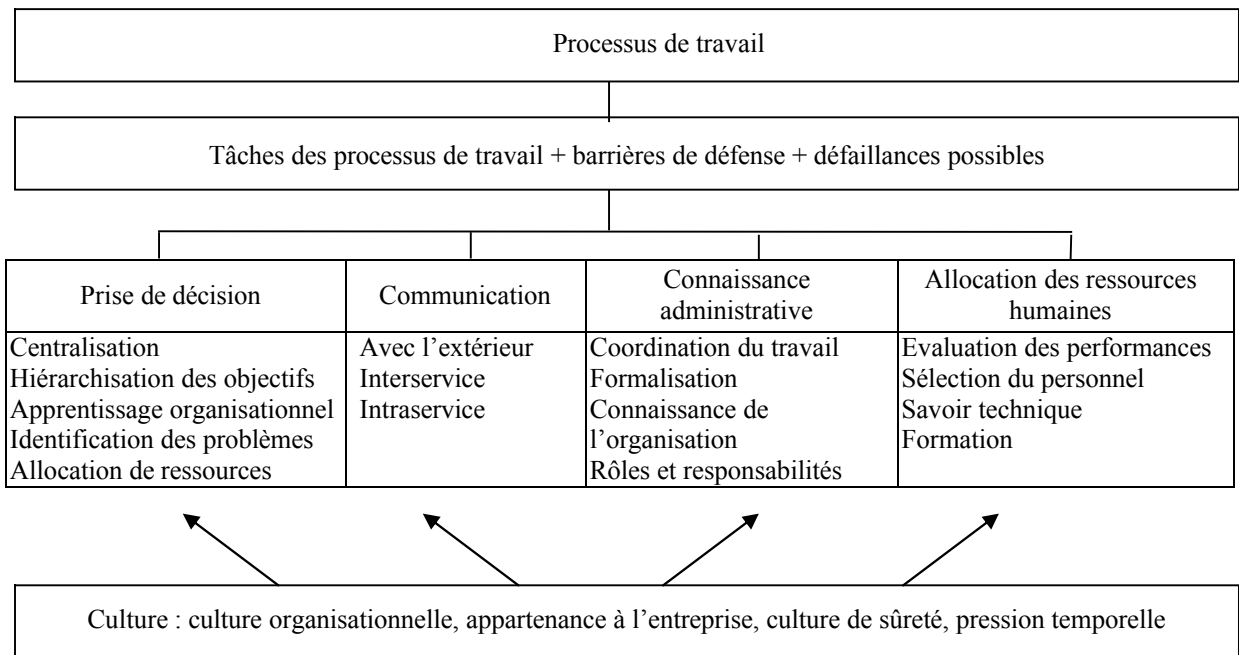 Processus de travail
Tâches des processus de travail + barrières de défense + défaillances possibles
Prise de décision
Communication
Connaissance
administrative
Allocation des ressources
humaines
Centralisation
Hiérarchisation des objectifs
Apprentissage organisationnel
Identification des problèmes
Allocation de ressources
Avec l’extérieur
Interservice
Intraservice
Coordination du travail
Formalisation
Connaissance de
l’organisation
Rôles et responsabilités
Evaluation des performances
Sélection du personnel
Savoir technique
Formation
Culture : culture organisationnelle, appartenance à l’entreprise, culture de sûreté, pression temporelle